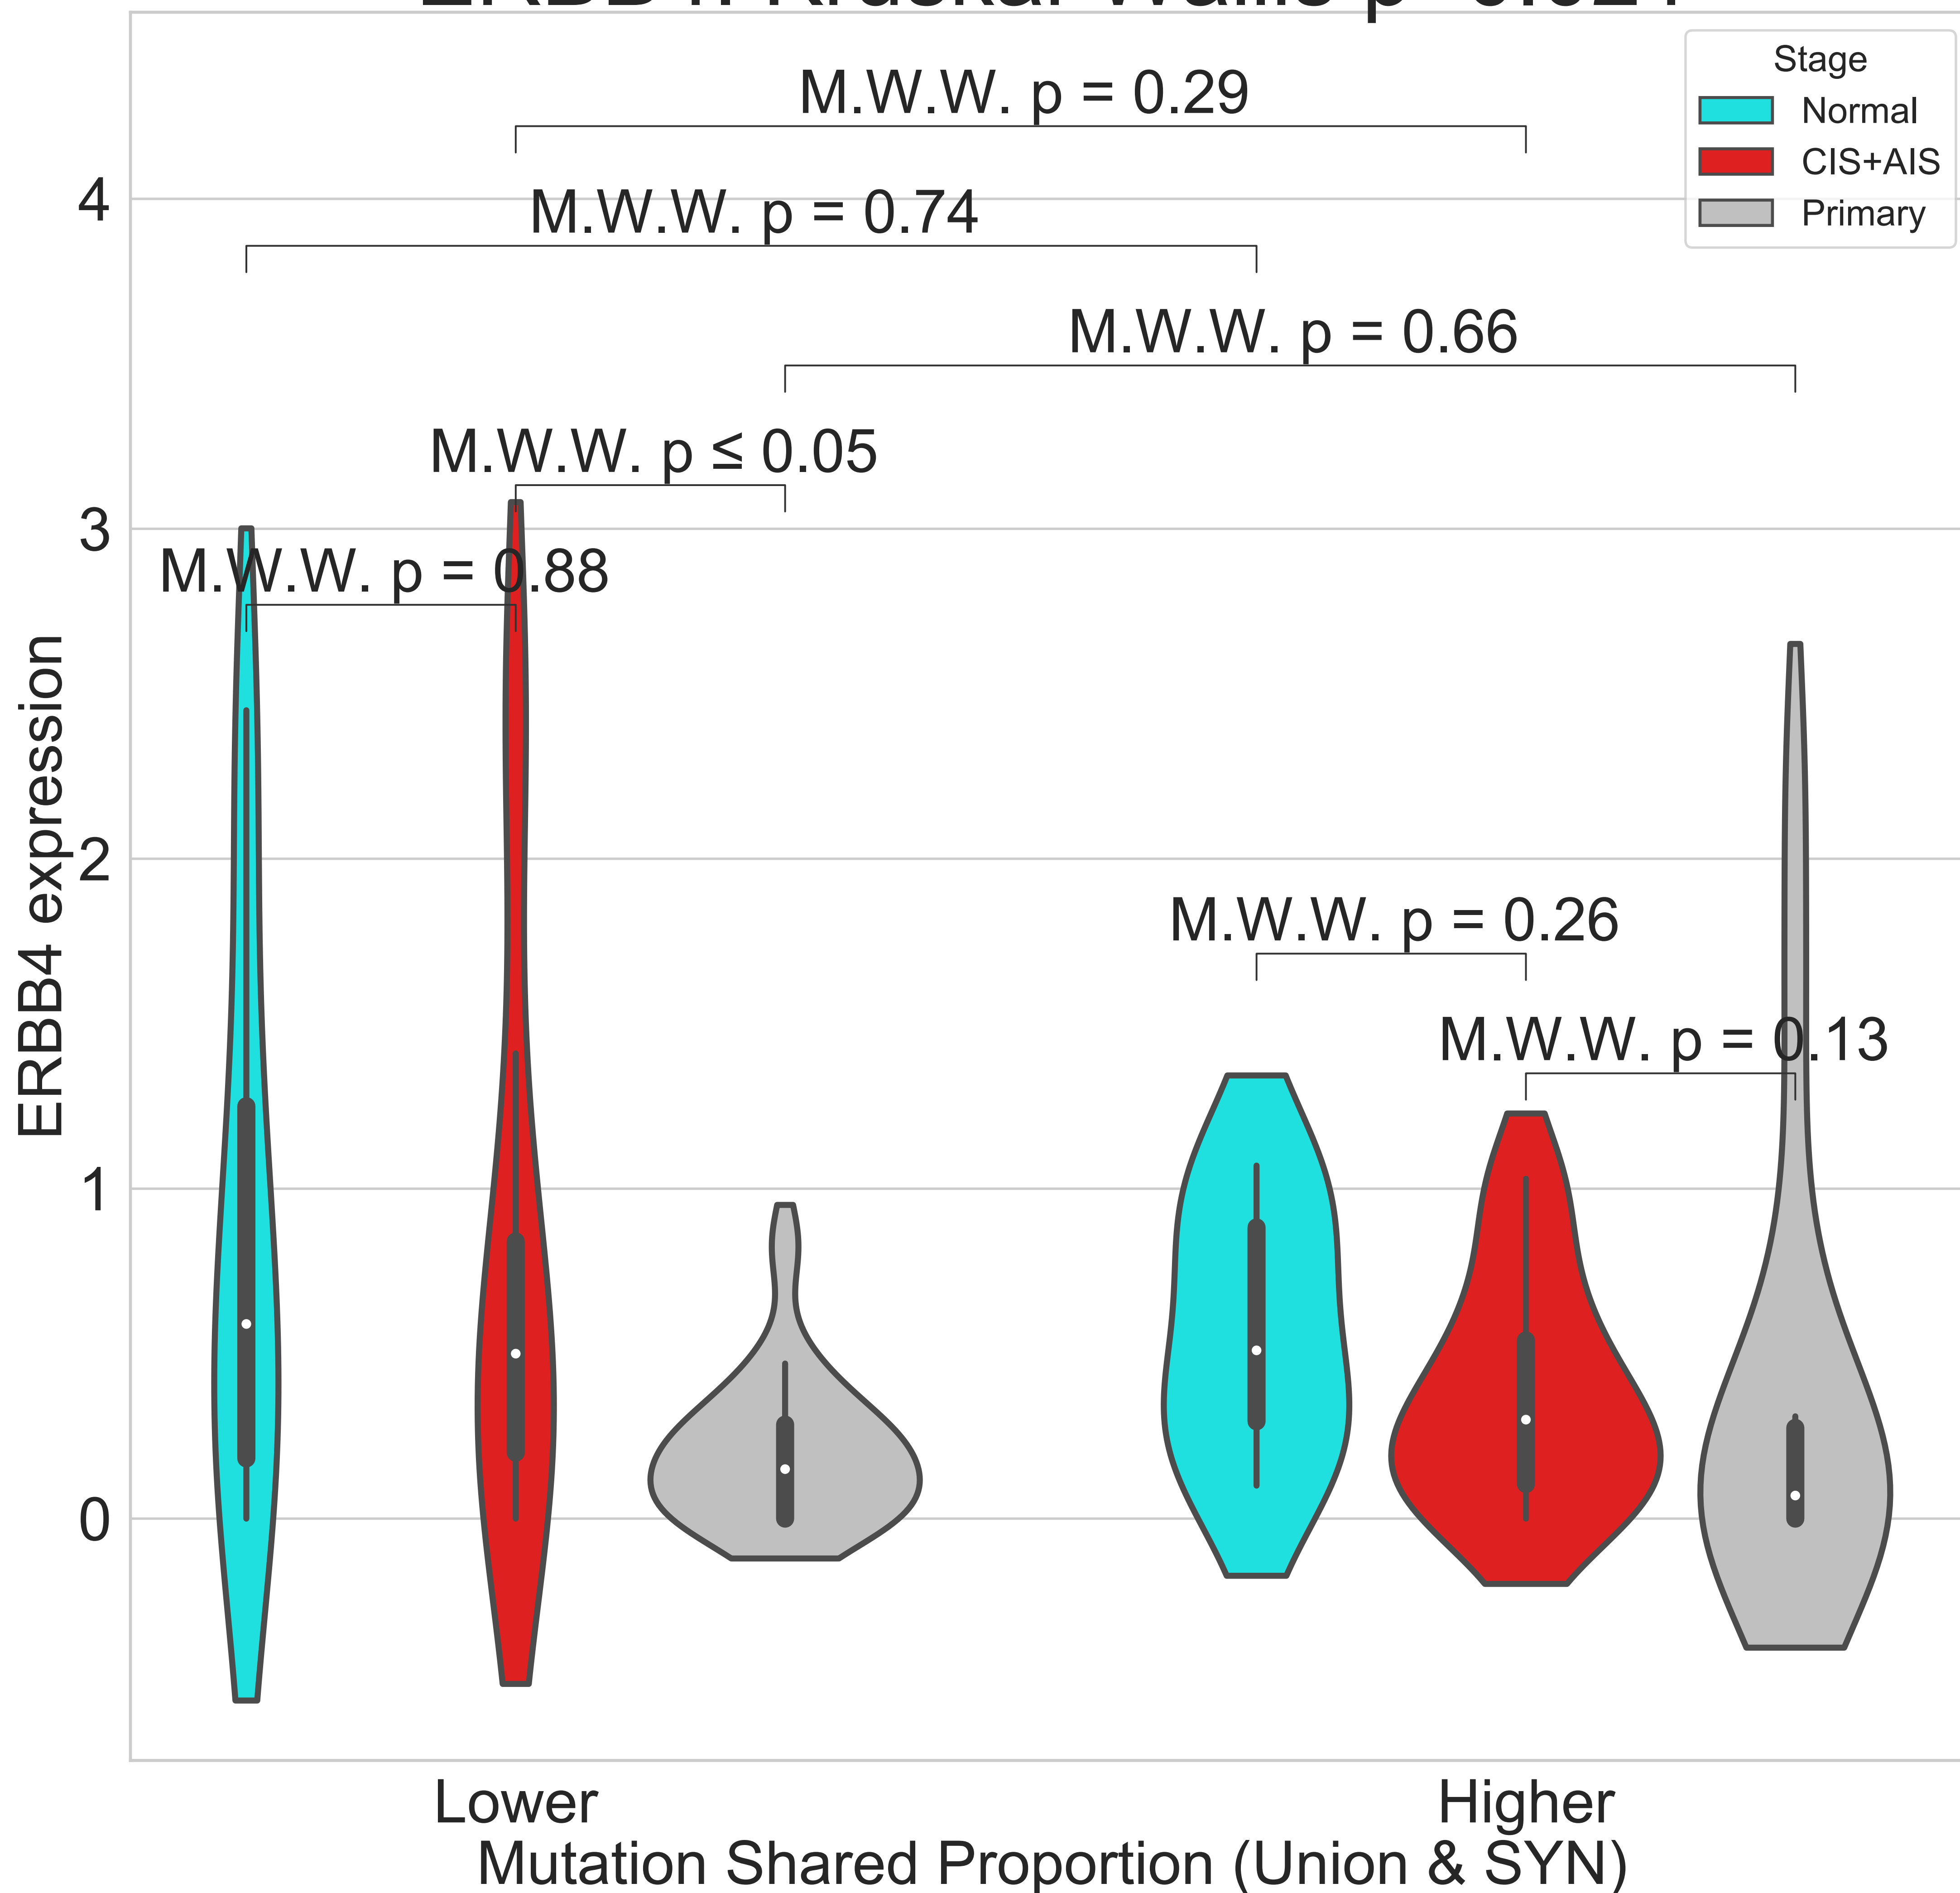 Stage
Normal
CIS+AIS
Primary
M.W.W. p = 0.29
M.W.W. p = 0.74
M.W.W. p = 0.66
M.W.W. p ≤ 0.05
M.W.W. p = 0.88
M.W.W. p = 0.26
M.W.W. p = 0.13
4
3
2
1
0
ERBB4 expression
Lower
Higher
Mutation Shared Proportion (Union & SYN)